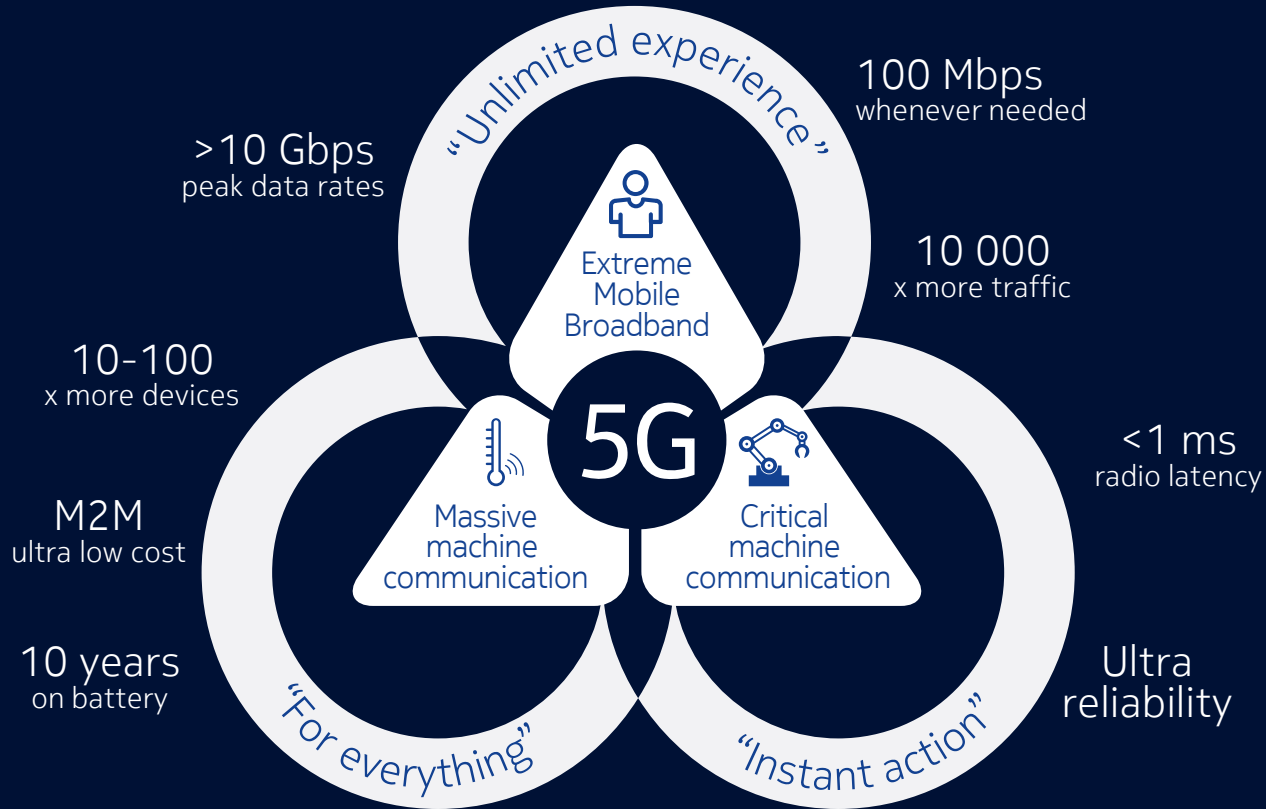 “Unlimited experience”
100 Mbps
whenever needed
>10 Gbps
peak data rates
10 000
x more traffic
Extreme
Mobile
Broadband
5G
10-100
x more devices
M2M
ultra low cost
10 years
on battery
Massive
machine
communication
“For everything”
Critical
machine
communication
<1 ms
radio latency
Ultra
reliability
“Instant action”